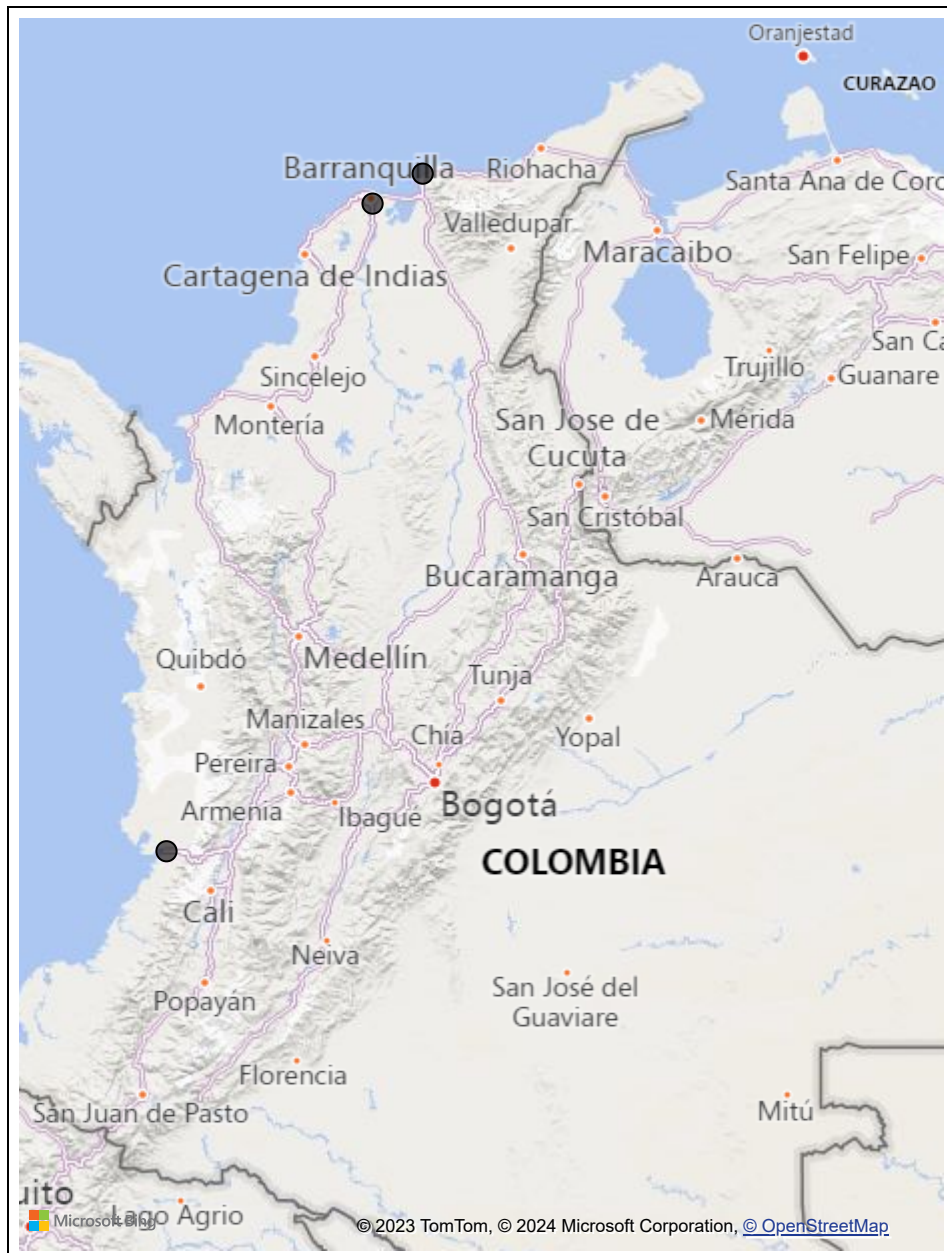 Oranjestad
CURAZAO
Barranquilla
Riohacha
Santa Ana de Coro
Valledupar
Maracaibo
San Felipe
Cartagena de Indias
San Ca
Trujillo
Guanare
Sincelejo
Montería
San Jose de
Cucuta
Mérida
San Cristóbal
Bucaramanga
Arauca
Quibdó
Medellín
Tunja
Manizales
Chía
Yopal
Pereira
Armenia
Ibagué
Bogotá
COLOMBIA
Cali
Neiva
San José del
Guaviare
Popayán
Florencia
Mitú
San Juan de Pasto
uito
Microsoft Bing
Lago Agrio
© 2023 TomTom, © 2024 Microsoft Corporation, © OpenStreetMap